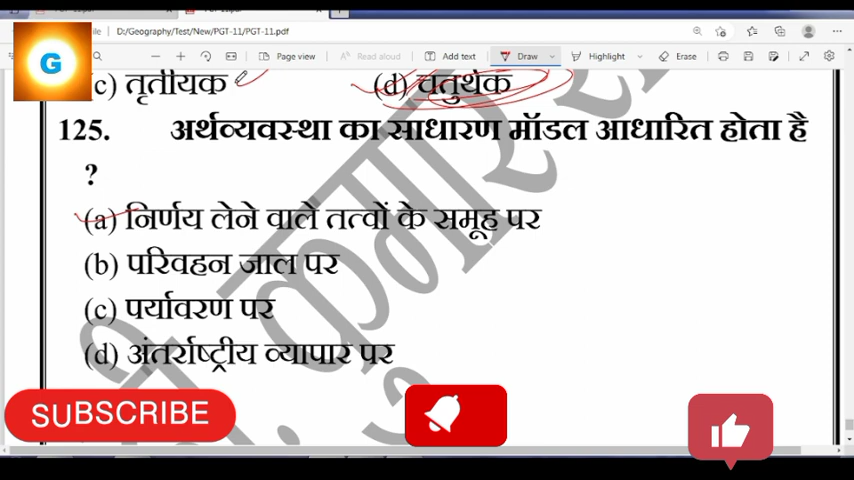 D:/Geography/Test/New/PGT-11/PGT-11.pdf
Page view
Read aloud
Add text
Draw
Highlight
Erase
G
(c) तृतीयक (d) चतुर्थक
125. अर्थव्यवस्था का साधारण मॉडल आधारित होता है
?
(a) निर्णय लेने वाले तत्वों के समूह पर
(b) परिवहन जाल पर
(c) पर्यावरण पर
(d) अंतर्राष्ट्रीय व्यापार पर
SUBSCRIBE